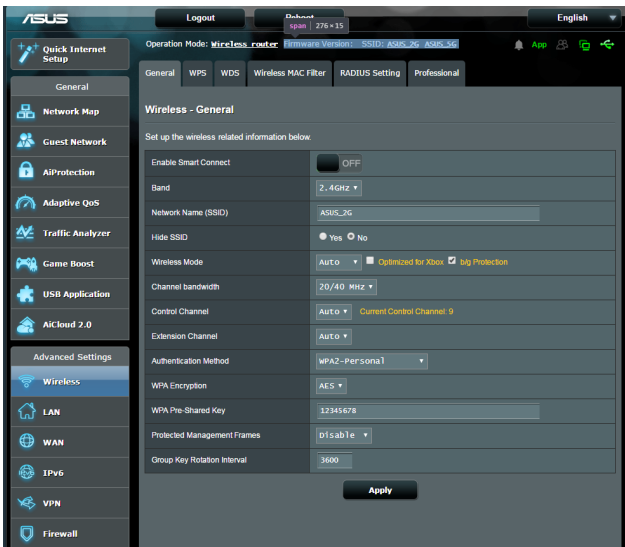 ASUS
Logout
English
span 276×15
Quick Internet Setup
Operation Mode: Wireless router Firmware Version: SSID: ASUS_2G ASUS_5G
App
General WPS WDS Wireless MAC Filter RADIUS Setting Professional
General
Network Map
Guest Network
AiProtection
Adaptive QoS
Traffic Analyzer
Game Boost
USB Application
AiCloud 2.0
Advanced Settings
Wireless
LAN
WAN
IPv6
VPN
Firewall
Wireless - General
Set up the wireless related information below.
Enable Smart Connect OFF
Band 2.4GHz
Network Name (SSID) ASUS_2G
Hide SSID Yes No
Wireless Mode Auto Optimized for Xbox b/g Protection
Channel bandwidth 20/40 MHz
Control Channel Auto Current Control Channel: 9
Extension Channel Auto
Authentication Method WPA2-Personal
WPA Encryption AES
WPA Pre-Shared Key 12345678
Protected Management Frames Disable
Group Key Rotation Interval 3600
Apply